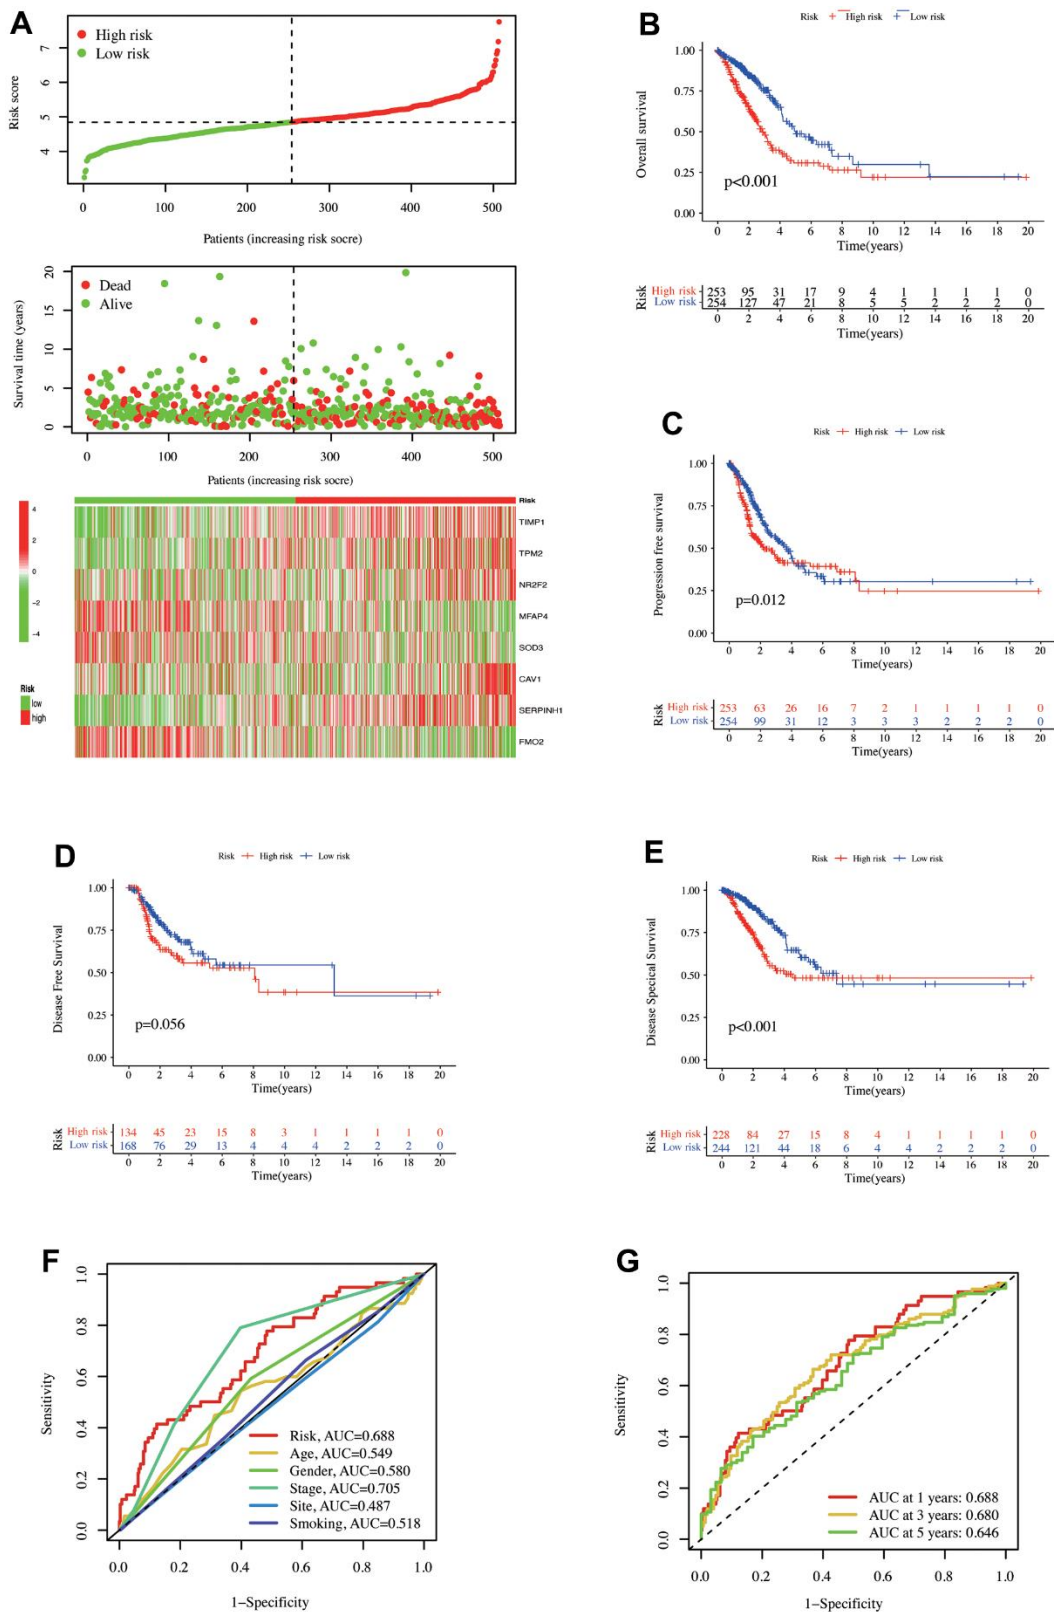 A
High risk
Low risk
Risk score
7
6
5
4
0 100 200 300 400 500
Patients (increasing risk socre)
Dead
Alive
Survival time (years)
20
15
10
5
0
0 100 200 300 400 500
Patients (increasing risk socre)
4
2
0
−2
−4
Risk
low
high
Risk
TIMP1
TPM2
NR2F2
MFAP4
SOD3
CAV1
SERPINH1
FMO2
B
Risk High risk Low risk
Overall survival
1.00
0.75
0.50
0.25
0.00
p<0.001
0 2 4 6 8 10 12 14 16 18 20
Time(years)
Risk
High risk 253 95 31 17 9 4 1 1 1 1 0
Low risk 254 127 47 21 8 5 5 2 2 2 0
0 2 4 6 8 10 12 14 16 18 20
Time(years)
C
Risk High risk Low risk
Progression free survival
1.00
0.75
0.50
0.25
0.00
p=0.012
0 2 4 6 8 10 12 14 16 18 20
Time(years)
Risk
High risk 253 63 26 16 7 2 1 1 1 1 0
Low risk 254 99 31 12 3 3 3 2 2 2 0
0 2 4 6 8 10 12 14 16 18 20
Time(years)
D
Risk High risk Low risk
Disease Free Survival
1.00
0.75
0.50
0.25
0.00
p=0.056
0 2 4 6 8 10 12 14 16 18 20
Time(years)
Risk
High risk 134 45 23 15 8 3 1 1 1 1 0
Low risk 168 76 29 13 4 4 4 2 2 2 0
0 2 4 6 8 10 12 14 16 18 20
Time(years)
E
Risk High risk Low risk
Disease Specical Survival
1.00
0.75
0.50
0.25
0.00
p<0.001
0 2 4 6 8 10 12 14 16 18 20
Time(years)
Risk
High risk 228 84 27 15 8 4 1 1 1 1 0
Low risk 244 121 44 18 6 4 4 2 2 2 0
0 2 4 6 8 10 12 14 16 18 20
Time(years)
F
Sensitivity
1.0
0.8
0.6
0.4
0.2
0.0
Risk, AUC=0.688
Age, AUC=0.549
Gender, AUC=0.580
Stage, AUC=0.705
Site, AUC=0.487
Smoking, AUC=0.518
0.0 0.2 0.4 0.6 0.8 1.0
1−Specificity
G
Sensitivity
1.0
0.8
0.6
0.4
0.2
0.0
AUC at 1 years: 0.688
AUC at 3 years: 0.680
AUC at 5 years: 0.646
0.0 0.2 0.4 0.6 0.8 1.0
1−Specificity